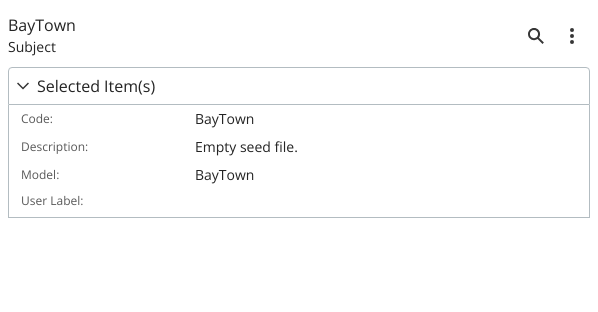 BayTown
Subject
Selected Item(s)
Code: BayTown
Description: Empty seed file.
Model: BayTown
User Label: